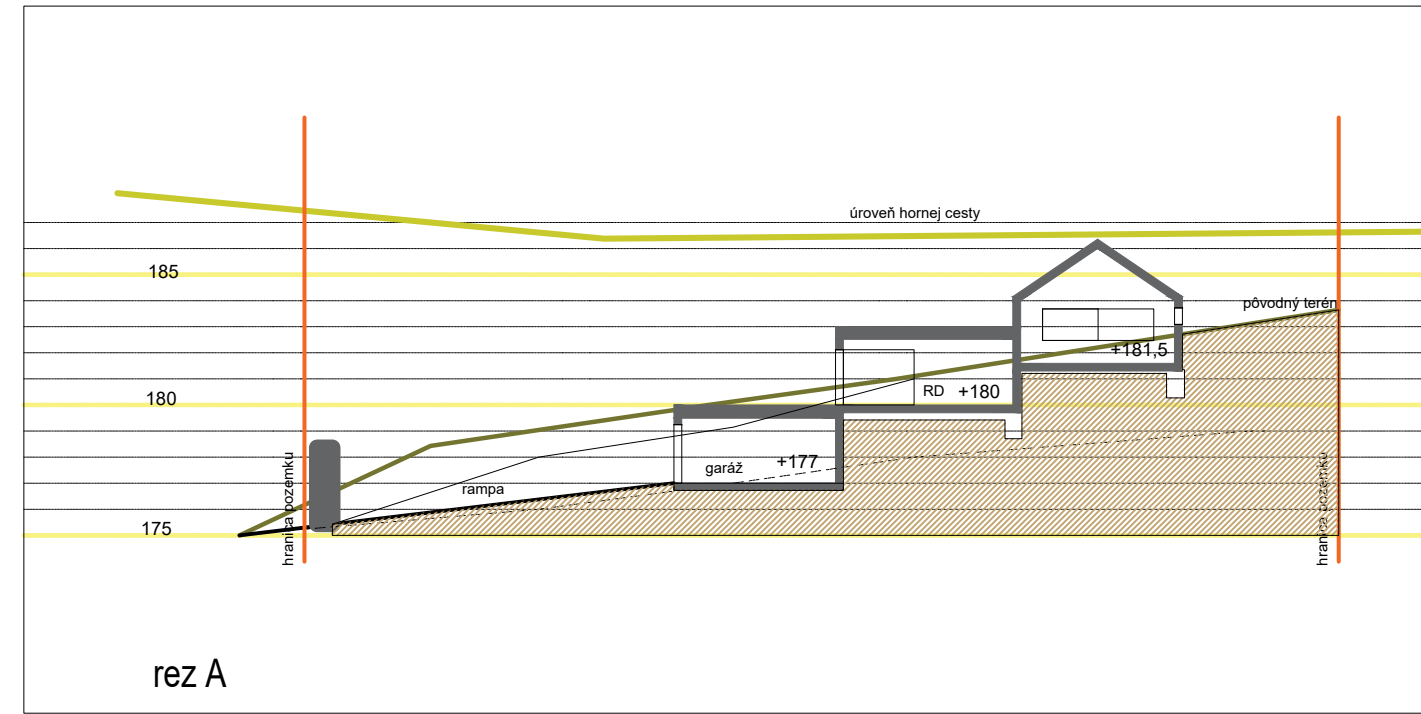 úroveň hornej cesty
185
pôvodný terén
+181,5
180
RD
+180
garáž
+177
rampa
hranica pozemku
hranica pozemku
175
rez A